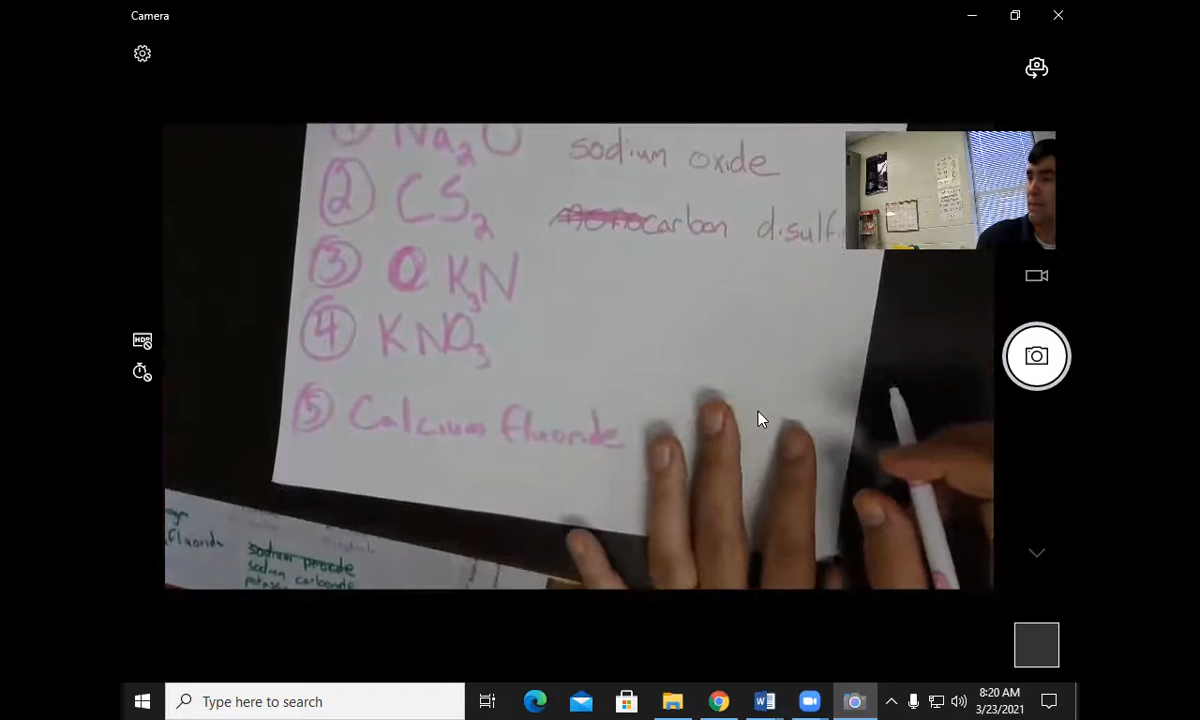 Camera
① Na₂O sodium oxide
② CS₂ carbon disulf
③ K₃N
④ KNO₃
⑤ Calcium fluoride
fluoride
sodium
sodium carbonate
Type here to search
8:20 AM
3/23/2021